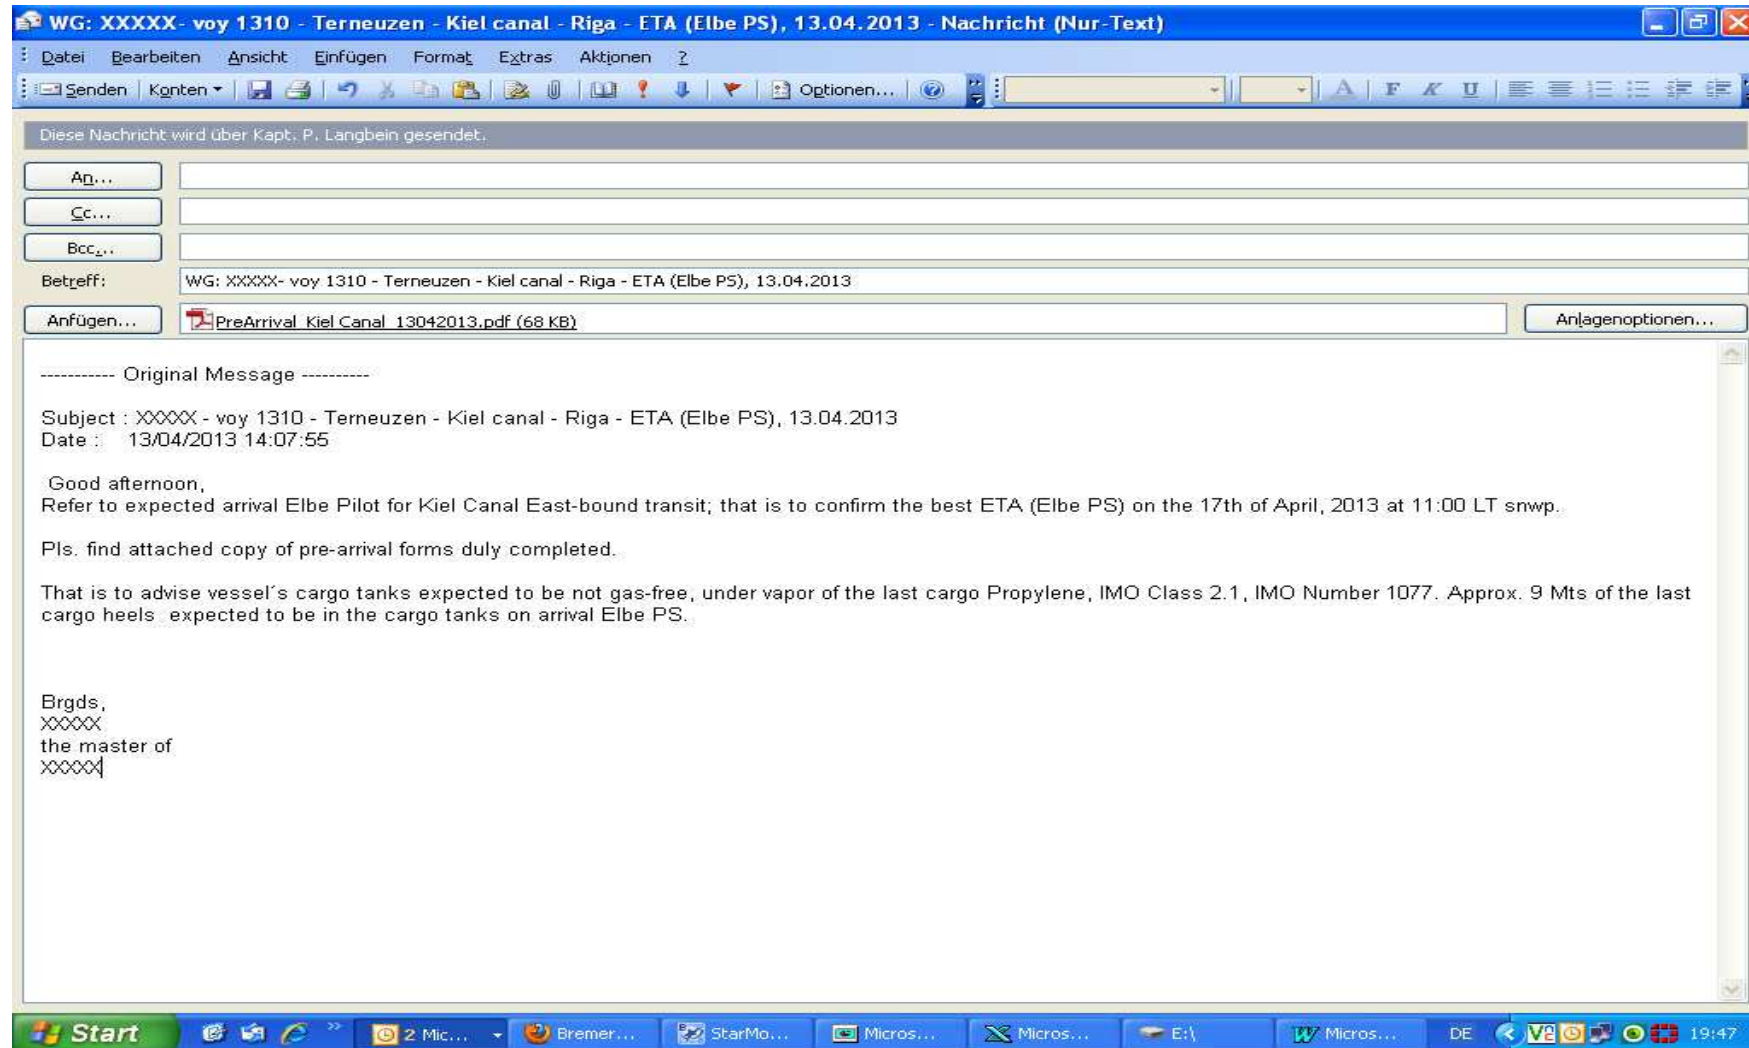 WG: XXXXX- voy 1310 - Terneuzen - Kiel canal - Riga - ETA (Elbe PS), 13.04.2013 - Nachricht (Nur-Text)
Datei Bearbeiten Ansicht Einfügen Format Extras Aktionen ?
Senden Konten Optionen... A F K U
Diese Nachricht wird über Kapt. P. Langbein gesendet.
An...
Cc...
Bcc...
Betreff: WG: XXXXX- voy 1310 - Terneuzen - Kiel canal - Riga - ETA (Elbe PS), 13.04.2013
Anfügen... PreArrival_Kiel Canal_13042013.pdf (68 KB) Anlagenoptionen...
----------- Original Message ----------
Subject : XXXXX - voy 1310 - Terneuzen - Kiel canal - Riga - ETA (Elbe PS), 13.04.2013
Date : 13/04/2013 14:07:55
Good afternoon,
Refer to expected arrival Elbe Pilot for Kiel Canal East-bound transit; that is to confirm the best ETA (Elbe PS) on the 17th of April, 2013 at 11:00 LT snwp.
Pls. find attached copy of pre-arrival forms duly completed.
That is to advise vessel´s cargo tanks expected to be not gas-free, under vapor of the last cargo Propylene, IMO Class 2.1, IMO Number 1077. Approx. 9 Mts of the last
cargo heels expected to be in the cargo tanks on arrival Elbe PS.
Brgds,
XXXXX
the master of
XXXXX
Start 2 Mic... Bremer... StarMo... Micros... Micros... E:\ Micros... DE 19:47